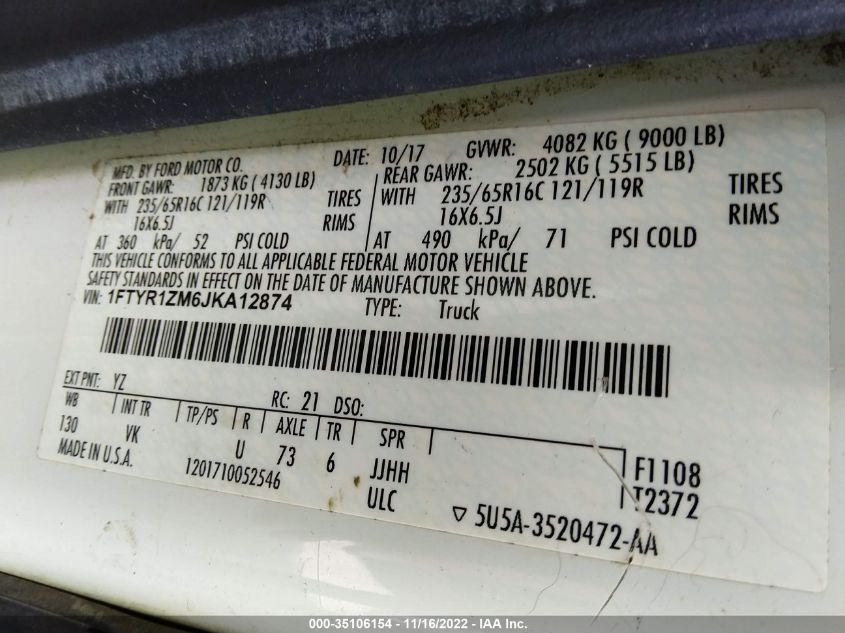 MFD. BY FORD MOTOR CO. DATE: 10/17 GVWR: 4082 KG ( 9000 LB)
FRONT GAWR: 1873 KG ( 4130 LB) REAR GAWR: 2502 KG ( 5515 LB)
WITH 235/65R16C 121/119R TIRES WITH 235/65R16C 121/119R TIRES
16X6.5J RIMS 16X6.5J RIMS
AT 360 kPa/ 52 PSI COLD AT 490 kPa/ 71 PSI COLD
THIS VEHICLE CONFORMS TO ALL APPLICABLE FEDERAL MOTOR VEHICLE
SAFETY STANDARDS IN EFFECT ON THE DATE OF MANUFACTURE SHOWN ABOVE.
VIN: 1FTYR1ZM6JKA12874 TYPE: Truck
EXT PNT: YZ RC: 21 DSO:
WB INT TR TP/PS R AXLE TR SPR
130 VK U 73 6 JJHH F1108
MADE IN U.S.A. 1201710052546 ULC T2372
5U5A-3520472-AA
000-35106154 - 11/16/2022 - IAA Inc.